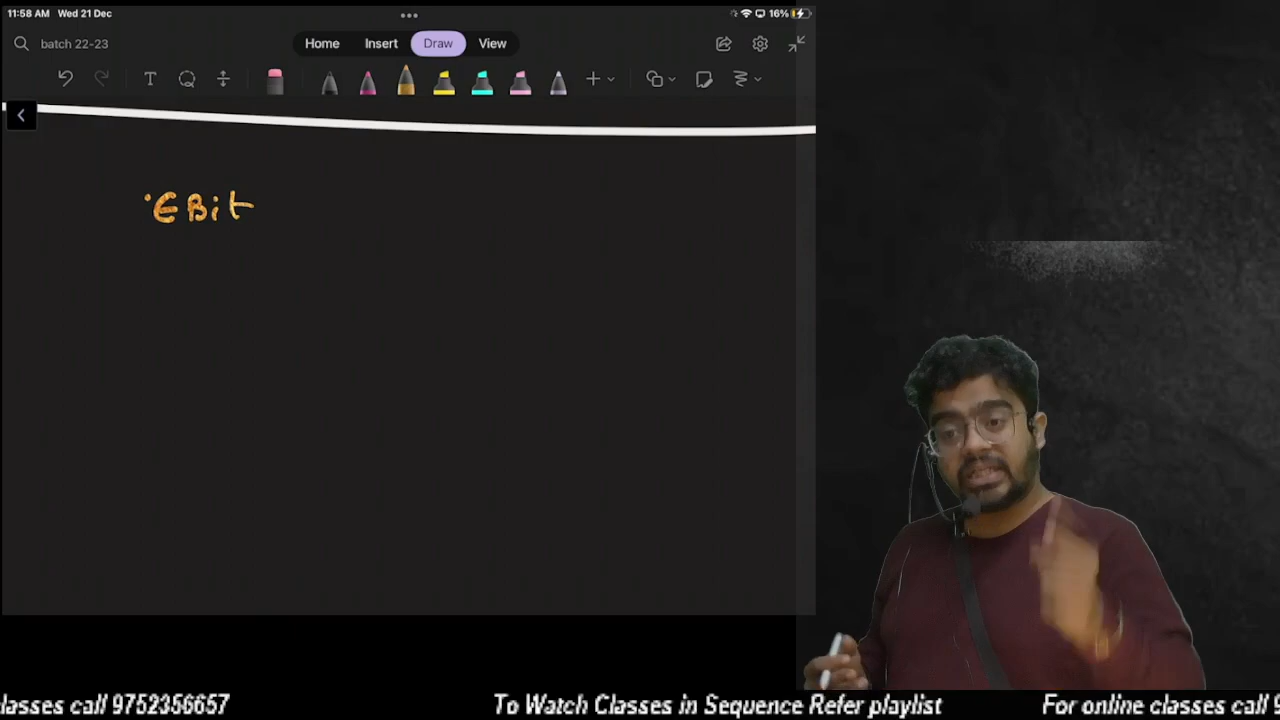 11:58 AM Wed 21 Dec
16%
batch 22-23
Home Insert Draw View
EBit
lasses call 9752356657 To Watch Classes in Sequence Refer playlist For online classes call 9